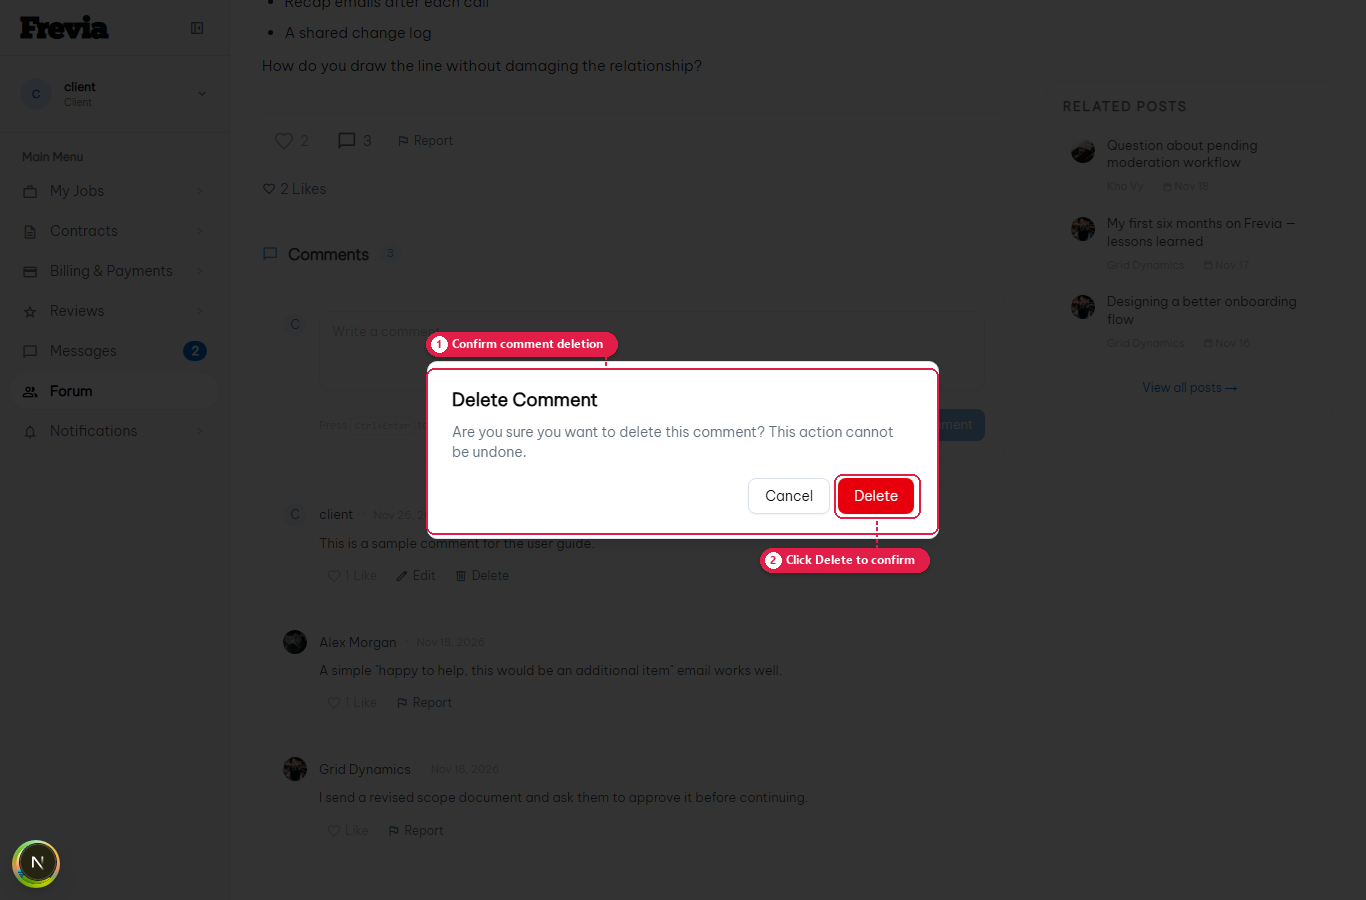 Frevia
C
client
Client
Main Menu
My Jobs
Contracts
Billing & Payments
Reviews
Messages
2
Forum
Notifications
Recap emails after each call
A shared change log
How do you draw the line without damaging the relationship?
2
3
Report
2 Likes
Comments
3
C
Write a comment
1
Confirm comment deletion
Delete Comment
Are you sure you want to delete this comment? This action cannot
be undone.
Cancel
Delete
2
Click Delete to confirm
Press
Ctrl+Enter
C
client
This is a sample comment for the user guide.
1 Like
Edit
Delete
Alex Morgan
Nov 18, 2026
A simple "happy to help, this would be an additional item" email works well.
1 Like
Report
Grid Dynamics
Nov 18, 2026
I send a revised scope document and ask them to approve it before continuing.
Like
Report
RELATED POSTS
Question about pending
moderation workflow
Kha Vy
Nov 18
My first six months on Frevia —
lessons learned
Grid Dynamics
Nov 17
Designing a better onboarding
flow
Grid Dynamics
Nov 16
View all posts →
N